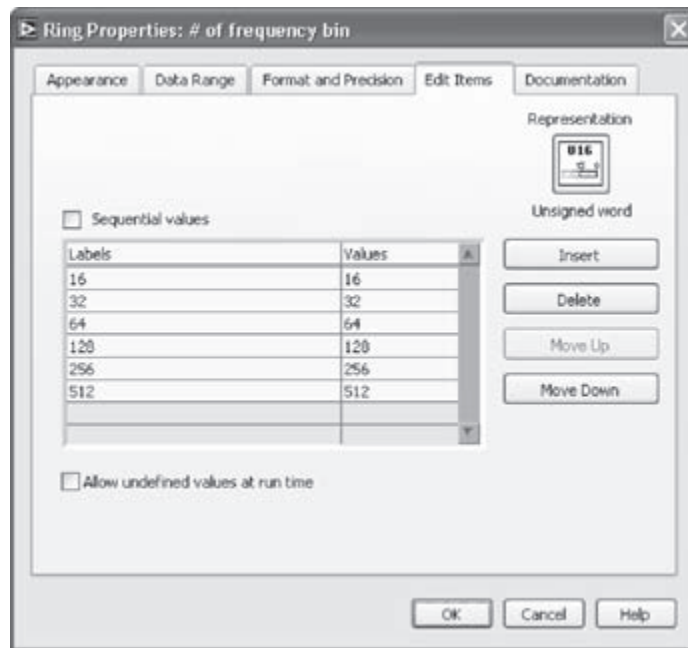 Ring Properties: # of frequency bin
Appearance
Data Range
Format and Precision
Edit Items
Documentation
Representation
U16
Unsigned word
Sequential values
Labels Values
16 16
32 32
64 64
128 128
256 256
512 512
Insert
Delete
Move Up
Move Down
Allow undefined values at run time
OK
Cancel
Help